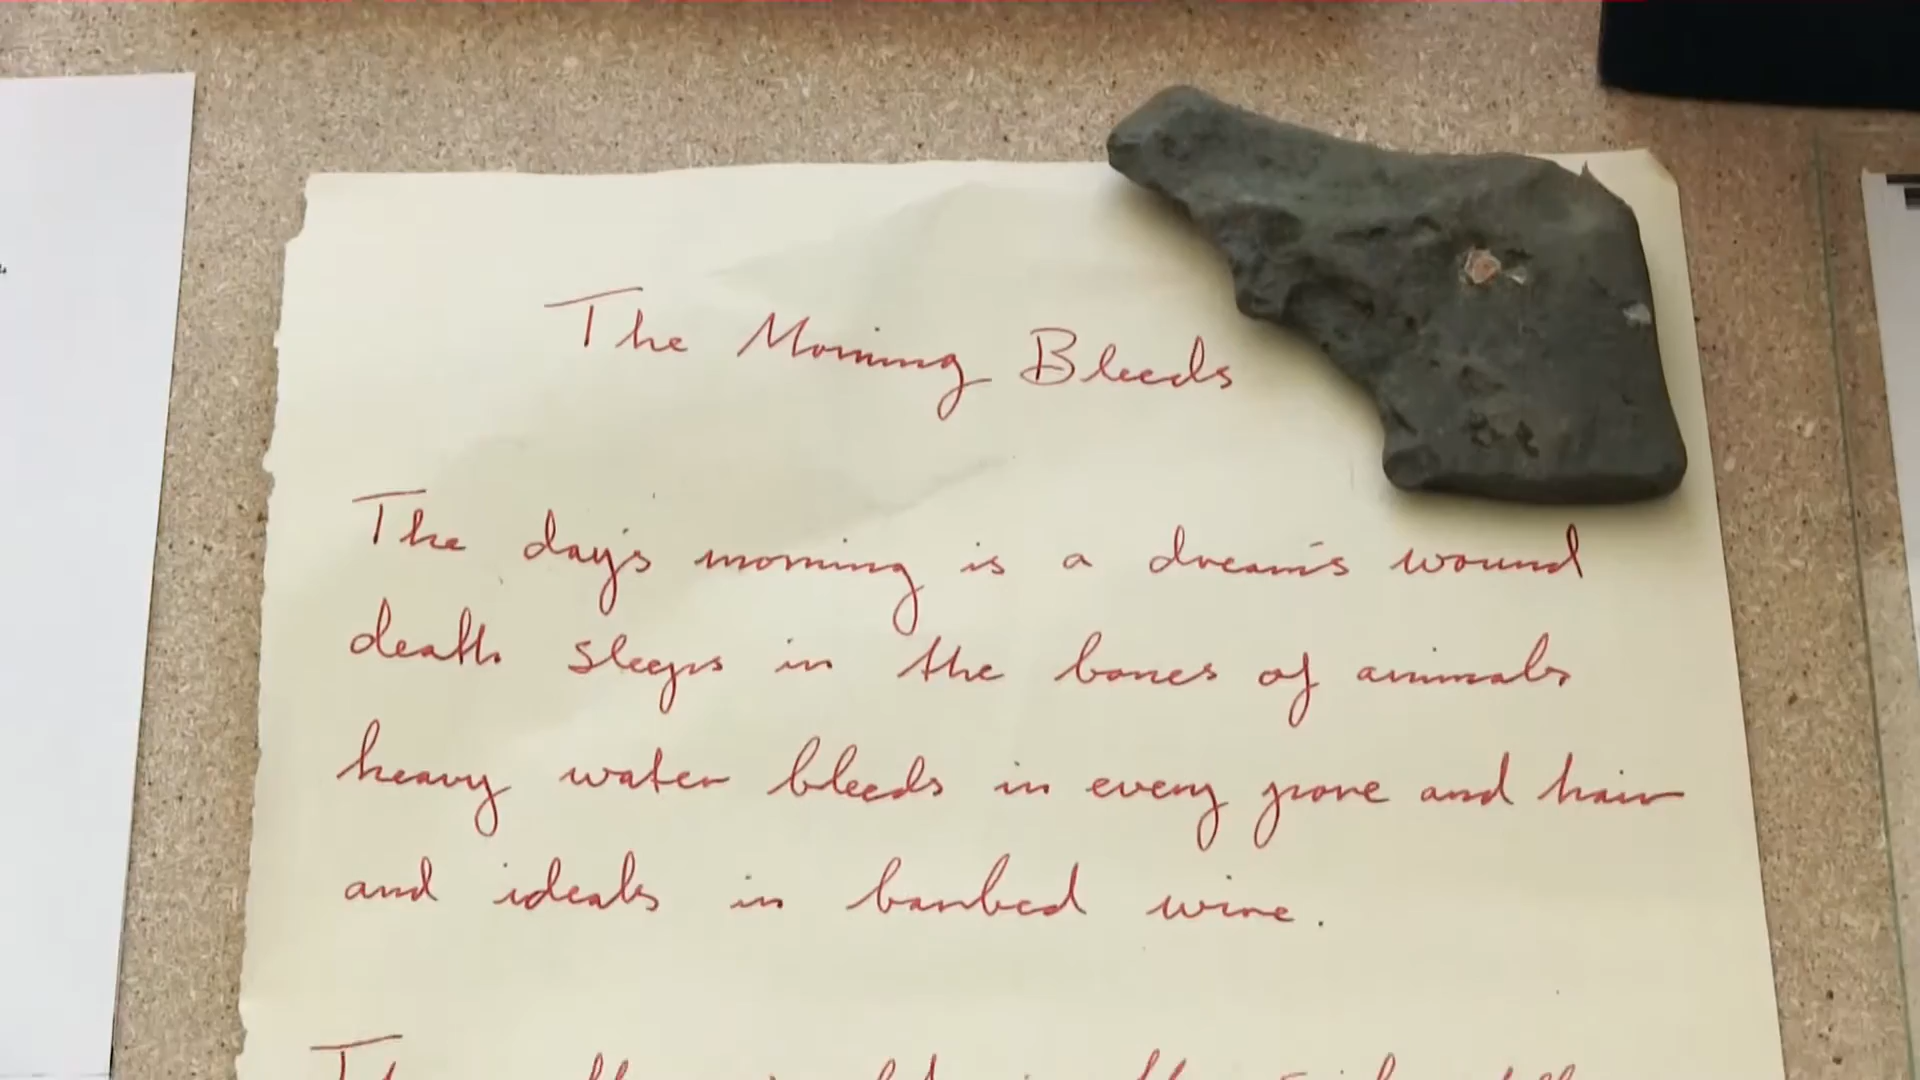 The Morning Bleeds
The day's morning is a dream's wound
death sleeps in the bones of animals
heavy water bleeds in every pore and hair
and ideals in barbed wire.